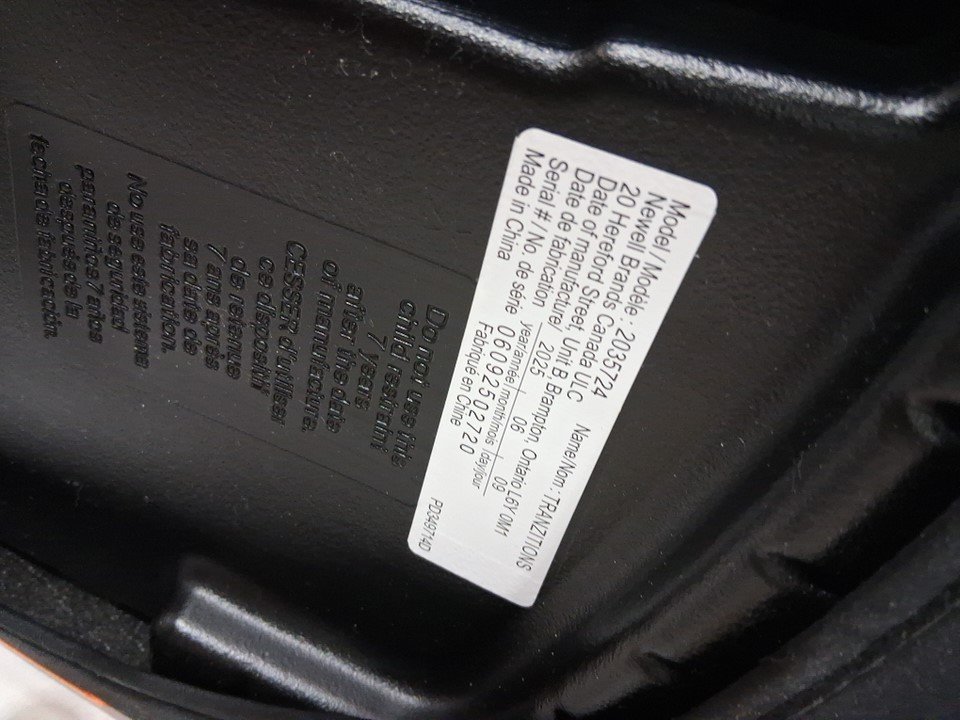 Model / Modèle : 2035724 Name/Nom : TRANZITIONS
Newell Brands Canada ULC
20 Hereford Street, Unit B, Brampton, Ontario L6Y 0M1
Date of manufacture/ 2025 06 09
Date de fabrication year/année month/mois day/jour
Serial # / No. de série 06092502720
Made in China Fabriqué en Chine
PD349714D
Do not use this
child restraint
7 years
after the date
of manufacture.
CESSER d'utiliser
ce dispositif
de retenue
7 ans après
sa date de
fabrication.
No use este sistema
de seguridad
para niños 7 años
después de la
fecha de fabricación.